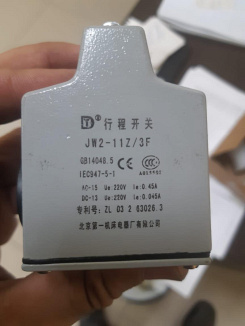 行程开关
JW2-11Z/3F
GB14048.5
IEC947-5-1
AC-15 Ue:220V Ie:0.45A
DC-13 Ue:220V Ie:0.045A
专利号: ZL 03 2 63026.3
北京第一机床电器厂有限公司